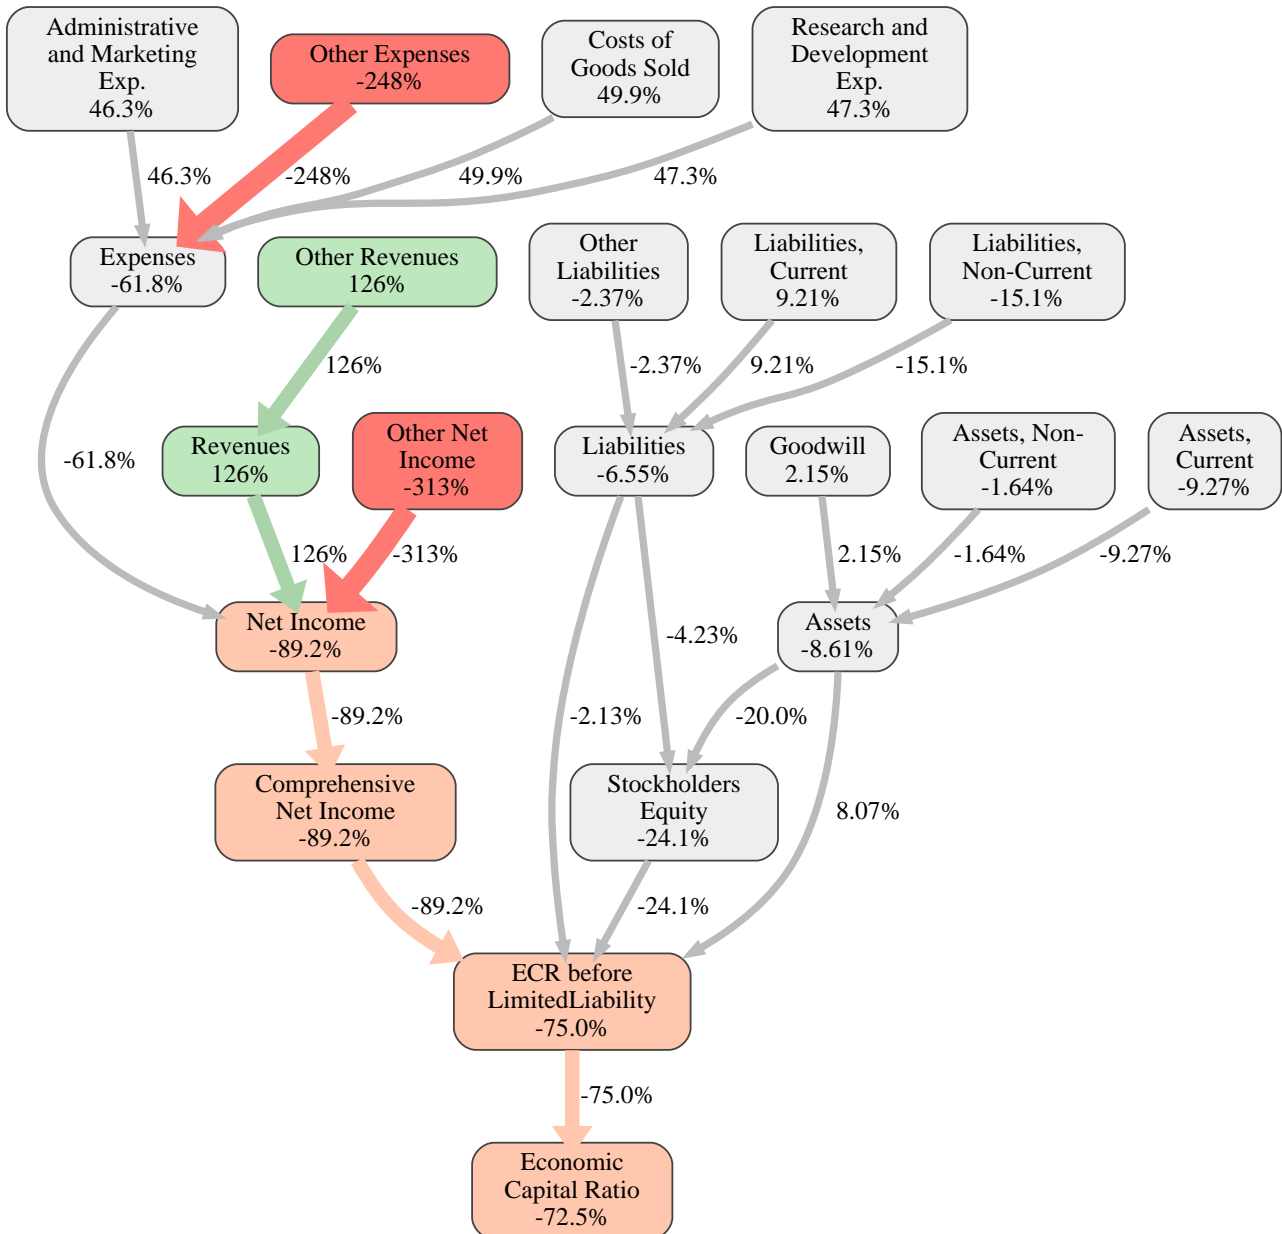 Administrative
and Marketing
Exp.
46.3%
Other Expenses
-248%
Costs of
Goods Sold
49.9%
Research and
Development
Exp.
47.3%
46.3%
-248%
49.9%
47.3%
Expenses
-61.8%
Other Revenues
126%
Other
Liabilities
-2.37%
Liabilities,
Current
9.21%
Liabilities,
Non-Current
-15.1%
126%
-2.37%
9.21%
-15.1%
-61.8%
Revenues
126%
Other Net
Income
-313%
Liabilities
-6.55%
Goodwill
2.15%
Assets, Non-
Current
-1.64%
Assets,
Current
-9.27%
126%
-313%
2.15%
-1.64%
-9.27%
Net Income
-89.2%
-4.23%
Assets
-8.61%
-89.2%
-2.13%
-20.0%
Comprehensive
Net Income
-89.2%
Stockholders
Equity
-24.1%
8.07%
-89.2%
-24.1%
ECR before
LimitedLiability
-75.0%
-75.0%
Economic
Capital Ratio
-72.5%